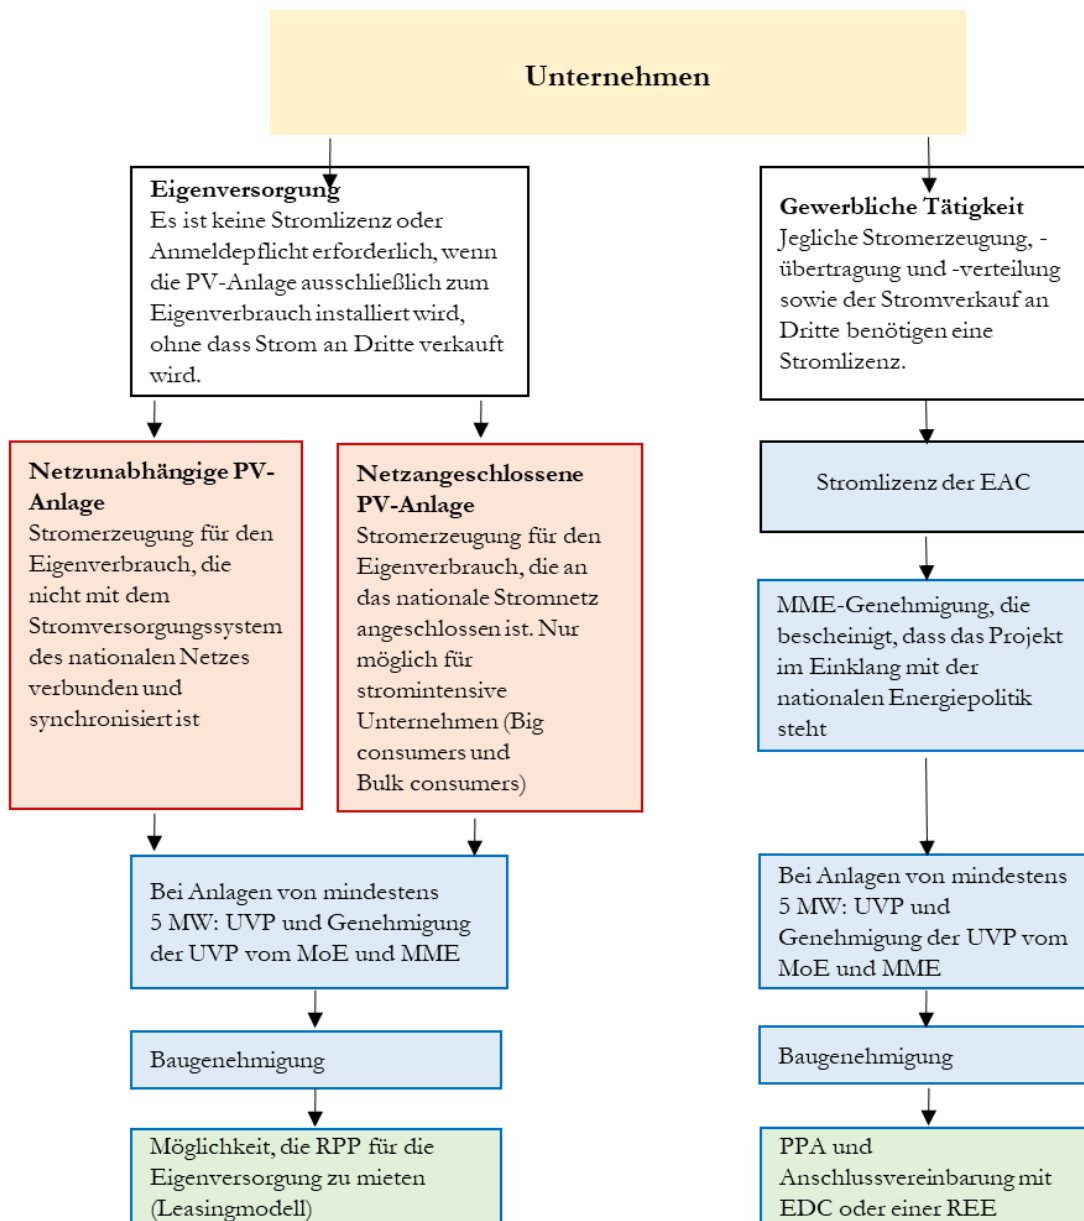 Unternehmen
Eigenversorgung
Es ist keine Stromlizenz oder
Anmeldepflicht erforderlich, wenn
die PV-Anlage ausschließlich zum
Eigenverbrauch installiert wird,
ohne dass Strom an Dritte verkauft
wird.
Gewerbliche Tätigkeit
Jegliche Stromerzeugung, -
übertragung und -verteilung
sowie der Stromverkauf an
Dritte benötigen eine
Stromlizenz.
Netzunabhängige PV-
Anlage
Stromerzeugung für den
Eigenverbrauch, die
nicht mit dem
Stromversorgungssystem
des nationalen Netzes
verbunden und
synchronisiert ist
Netzangeschlossene
PV-Anlage
Stromerzeugung für den
Eigenverbrauch, die an
das nationale Stromnetz
angeschlossen ist. Nur
möglich für
stromintensive
Unternehmen (Big
consumers und
Bulk consumers)
Stromlizenz der EAC
MME-Genehmigung, die
bescheinigt, dass das Projekt
im Einklang mit der
nationalen Energiepolitik
steht
Bei Anlagen von mindestens
5 MW: UVP und Genehmigung
der UVP vom MoE und MME
Bei Anlagen von mindestens
5 MW: UVP und
Genehmigung der UVP vom
MoE und MME
Baugenehmigung
Baugenehmigung
Möglichkeit, die RPP für die
Eigenversorgung zu mieten
(Leasingmodell)
PPA und
Anschlussvereinbarung mit
EDC oder einer REE